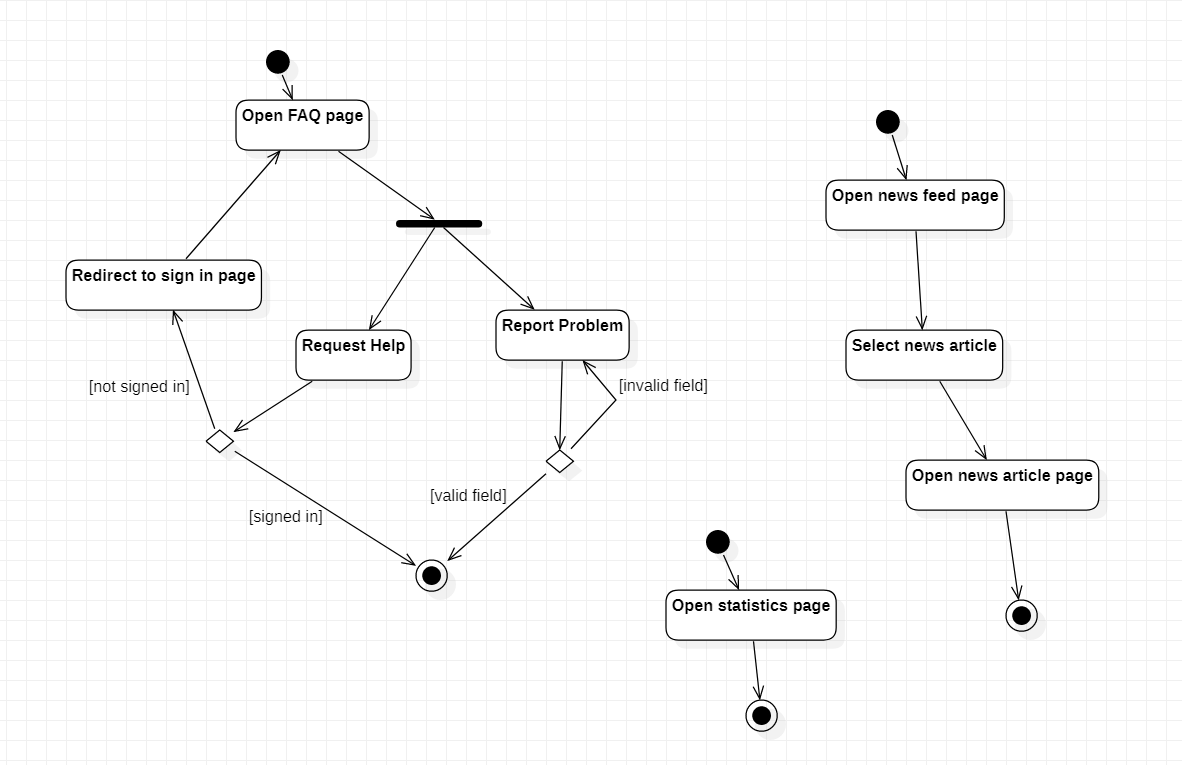 Open FAQ page
Redirect to sign in page
Request Help
Report Problem
[not signed in]
[invalid field]
[signed in]
[valid field]
Open news feed page
Select news article
Open news article page
Open statistics page